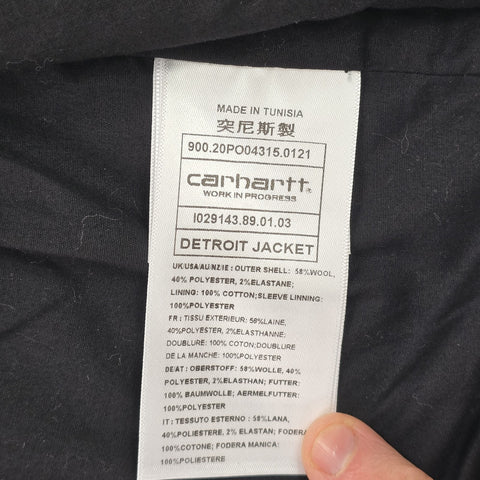 MADE IN TUNISIA
突尼斯製
900.20PO04315.0121
carhartt®
WORK IN PROGRESS
I029143.89.01.03
DETROIT JACKET
UK/USA/AU/NZ/IE : OUTER SHELL: 58%WOOL,
40% POLYESTER, 2%ELASTANE;
LINING: 100% COTTON;SLEEVE LINNING:
100%POLYESTER
FR : TISSU EXTÉRIEUR: 58%LAINE,
40%POLYESTER, 2%ELASTHANNE;
DOUBLURE: 100% COTON;DOUBLURE
DE LA MANCHE: 100%POLYESTER
DE/AT : OBERSTOFF: 58%WOLLE, 40%
POLYESTER, 2%ELASTHAN; FUTTER:
100% BAUMWOLLE; AERMELFUTTER:
100%POLYESTER
IT : TESSUTO ESTERNO : 58%LANA,
40%POLIESTERE, 2% ELASTAN; FODERA
100%COTONE; FODERA MANICA:
100%POLIESTERE